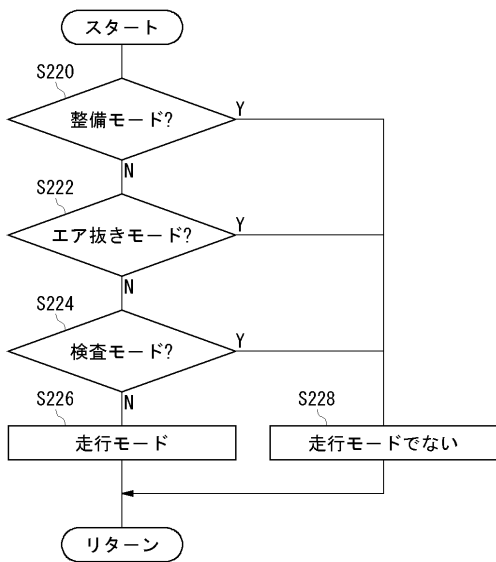 スタート
S220
整備モード?
Y
N
S222
エア抜きモード?
Y
N
S224
検査モード?
Y
N
S226
走行モード
S228
走行モードでない
リターン